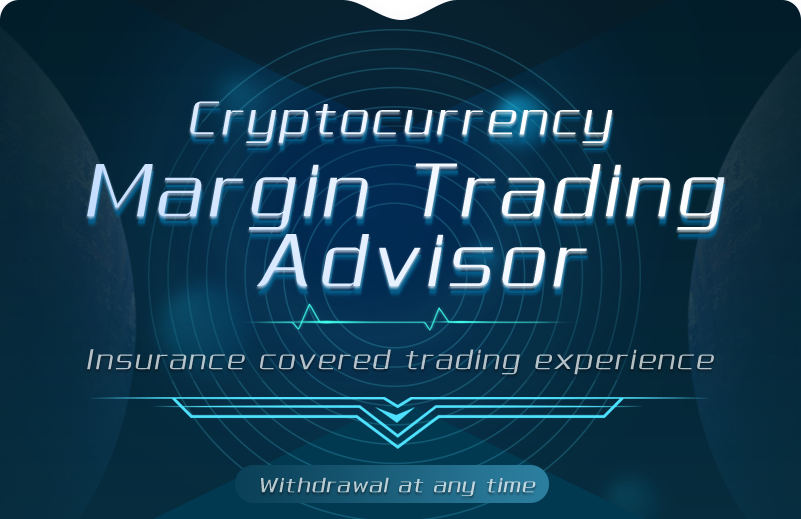 Cryptocurrency
Margin Trading
Advisor
Insurance covered trading experience
Withdrawal at any time